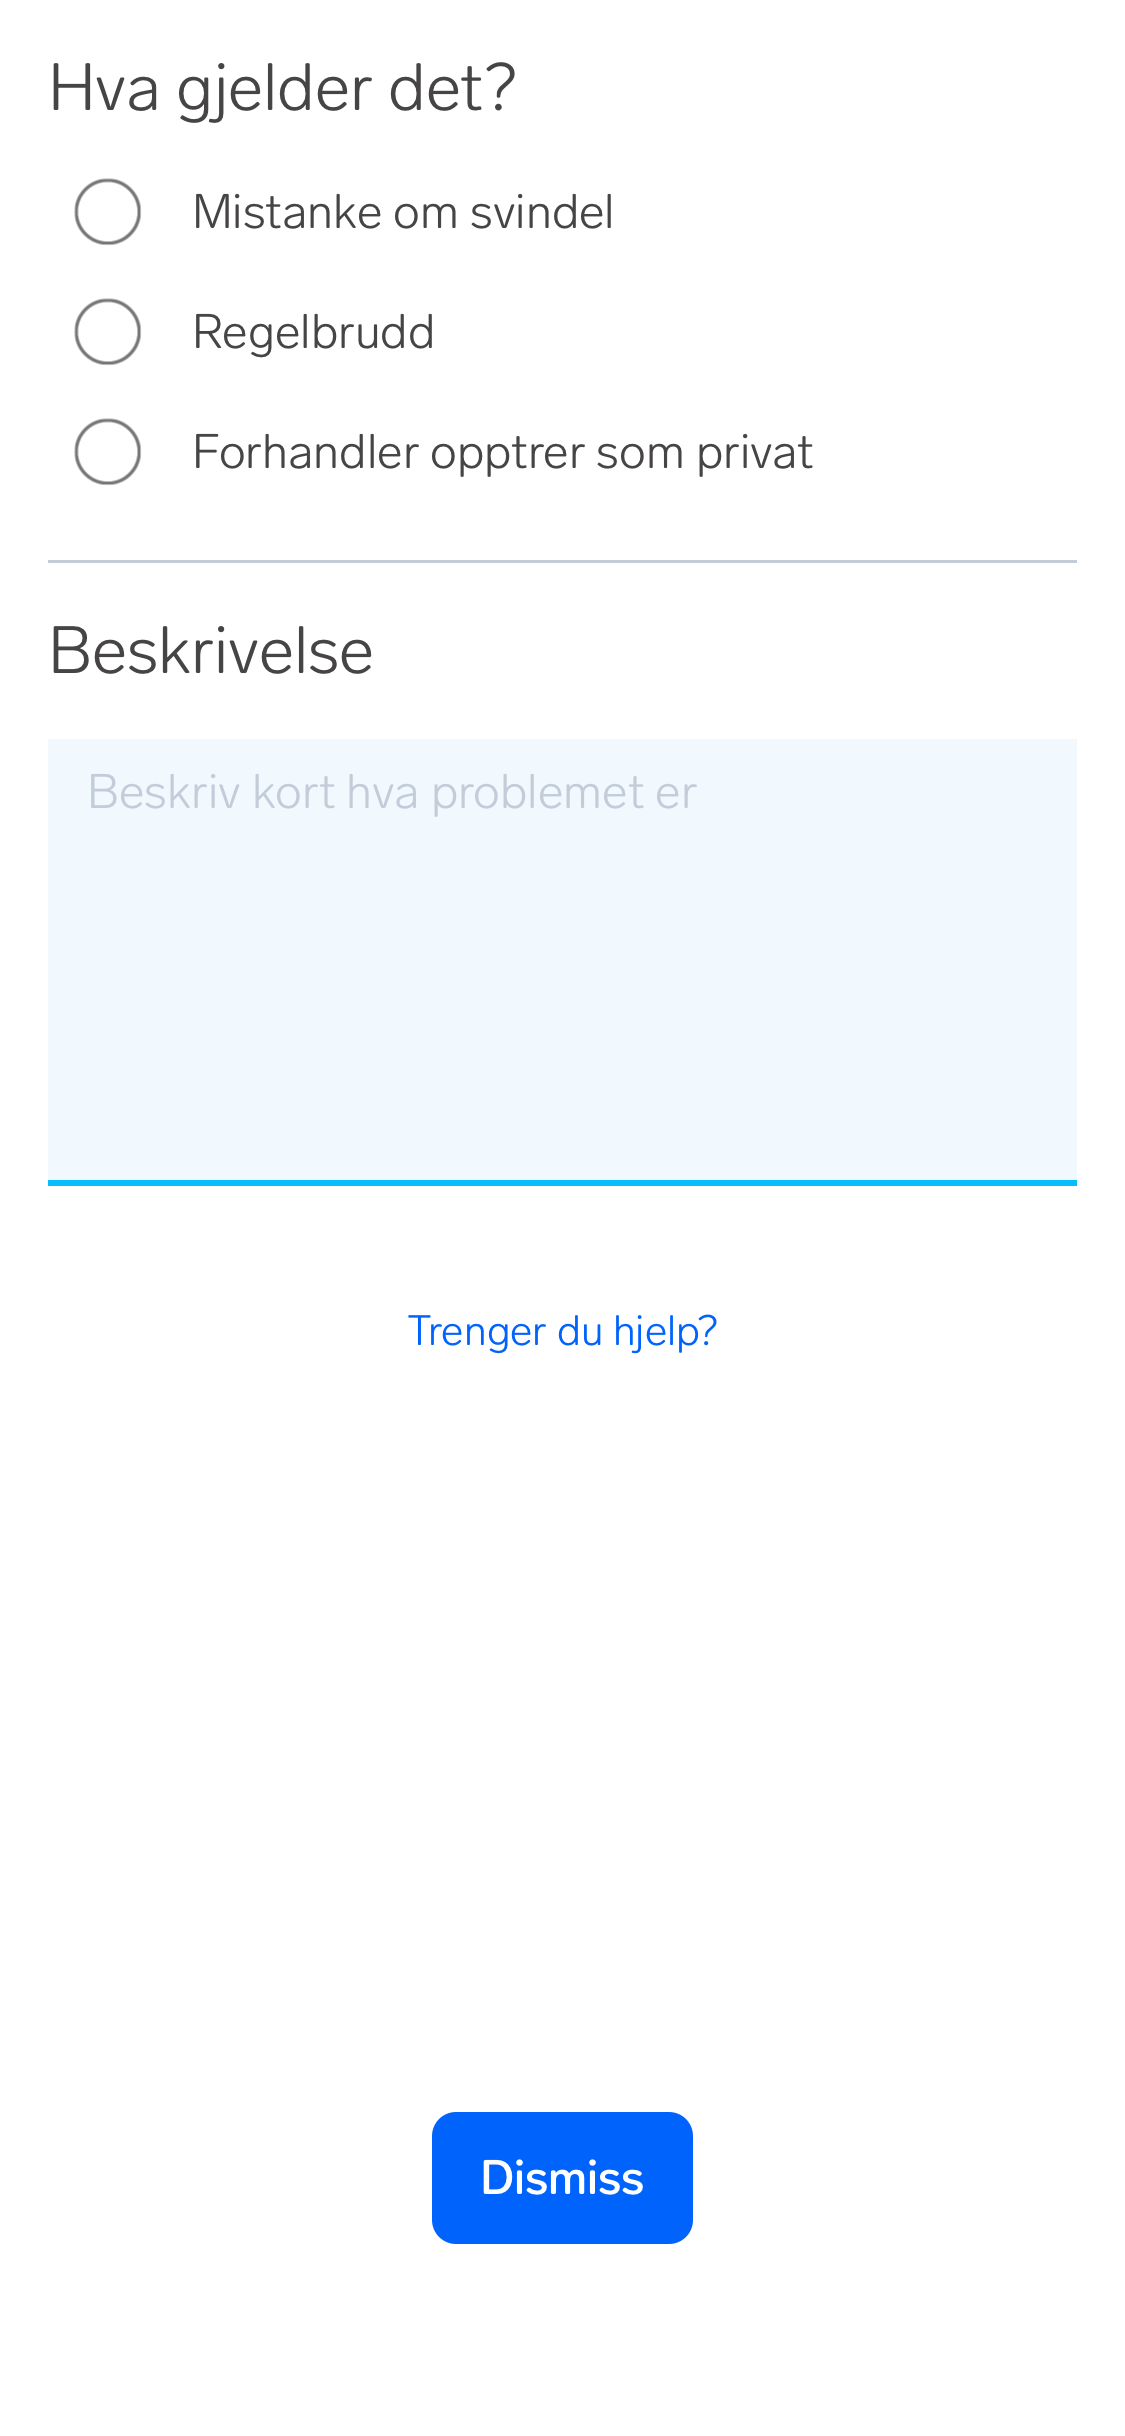 Hva gjelder det?
Mistanke om svindel
Regelbrudd
Forhandler opptrer som privat
Beskrivelse
Beskriv kort hva problemet er
Trenger du hjelp?
Dismiss